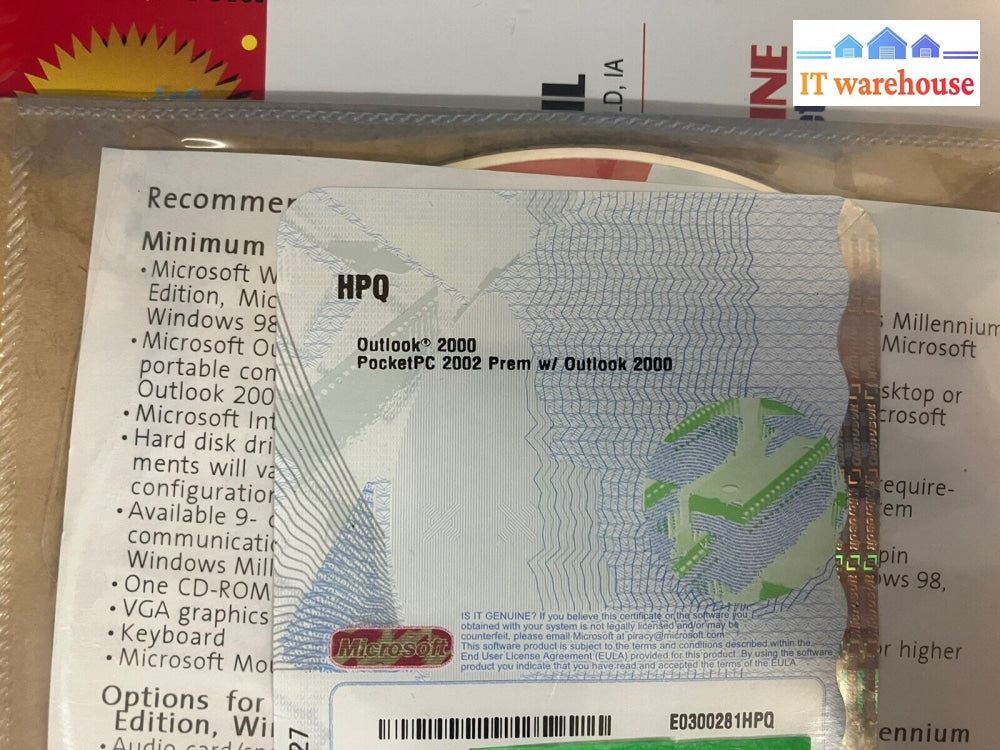 IT warehouse
IL
D, IA
INE
Recommer
Minimum
• Microsoft W
Edition, Mic
Windows 98
• Microsoft Ou
portable con
Outlook 200
• Microsoft Int
• Hard disk dri
ments will va
configuration
• Available 9-
communicatio
Windows Mill
• One CD-ROM
• VGA graphics
• Keyboard
• Microsoft Mou
Options for
Edition, Wi
HPQ
Outlook® 2000
PocketPC 2002 Prem w/ Outlook 2000
IS IT GENUINE? If you believe this certificate or the software you
obtained with your system is not legally licensed and/or may be
counterfeit, please email Microsoft at piracy@microsoft.com
This software product is subject to the terms and conditions described within the
End User License Agreement (EULA) provided for this product. By using the software
product you indicate that you have read and accepted the terms of the EULA.
Microsoft
E0300281HPQ
27
s Millennium
Microsoft
sktop or
crosoft
require-
em
pin
ows 98,
or higher
ennium